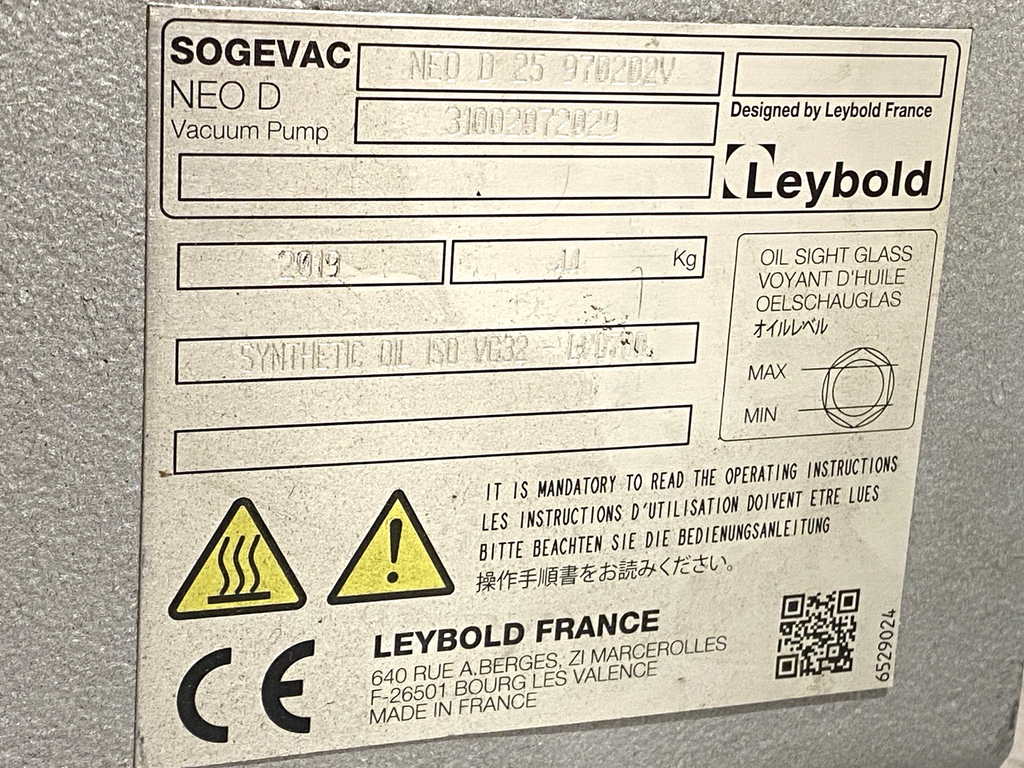 SOGEVAC
NEO D
Vacuum Pump
NEO D 25 970202V
31002072029
Designed by Leybold France
Leybold
2019
Kg
OIL SIGHT GLASS
VOYANT D'HUILE
OELSCHAUGLAS
オイルレベル
MAX
MIN
SYNTHETIC OIL ISO VG32 -
IT IS MANDATORY TO READ THE OPERATING INSTRUCTIONS
LES INSTRUCTIONS D'UTILISATION DOIVENT ETRE LUES
BITTE BEACHTEN SIE DIE BEDIENUNGSANLEITUNG
操作手順書をお読みください。
CE
LEYBOLD FRANCE
640 RUE A.BERGES, ZI MARCEROLLES
F-26501 BOURG LES VALENCE
MADE IN FRANCE
6529024